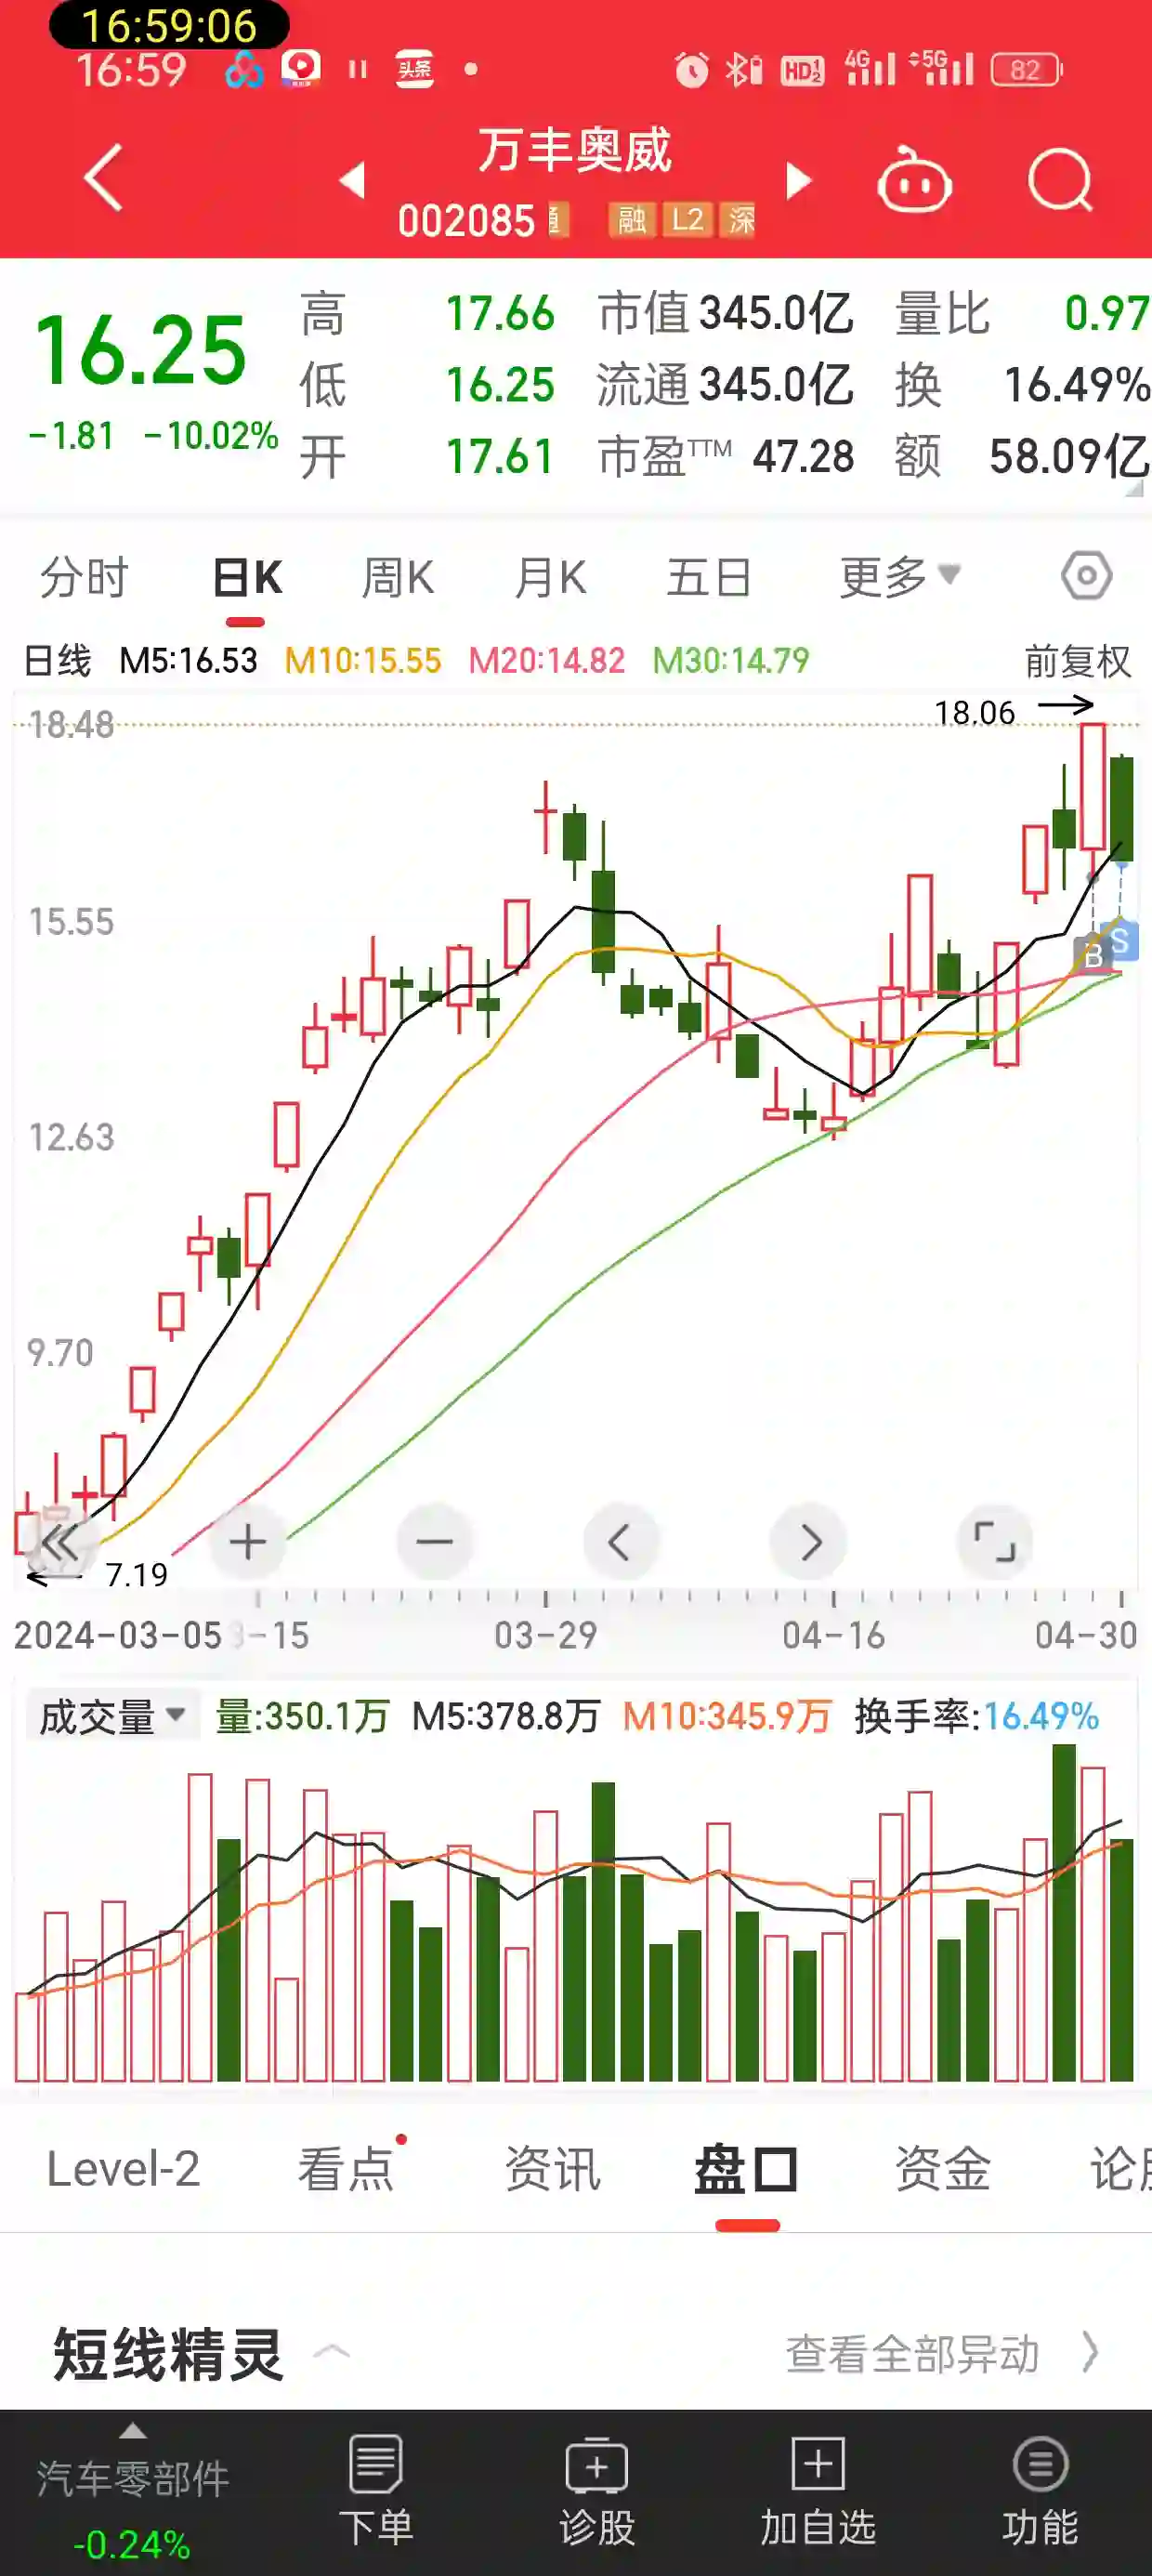 16:59:06
16:59 头条 HD 4G 5G 82
万丰奥威
002085 融 L2 深
16.25
-1.81 -10.02%
高 17.66 市值 345.0亿 量比 0.97
低 16.25 流通 345.0亿 换 16.49%
开 17.61 市盈TTM 47.28 额 58.09亿
分时 日K 周K 月K 五日 更多
日线 M5:16.53 M10:15.55 M20:14.82 M30:14.79 前复权
18.06
18.48
15.55
B S
12.63
9.70
7.19
2024-03-05 -15 03-29 04-16 04-30
成交量 量:350.1万 M5:378.8万 M10:345.9万 换手率:16.49%
Level-2 看点 资讯 盘口 资金 论
短线精灵 查看全部异动
汽车零部件
-0.24%
下单 诊股 加自选 功能